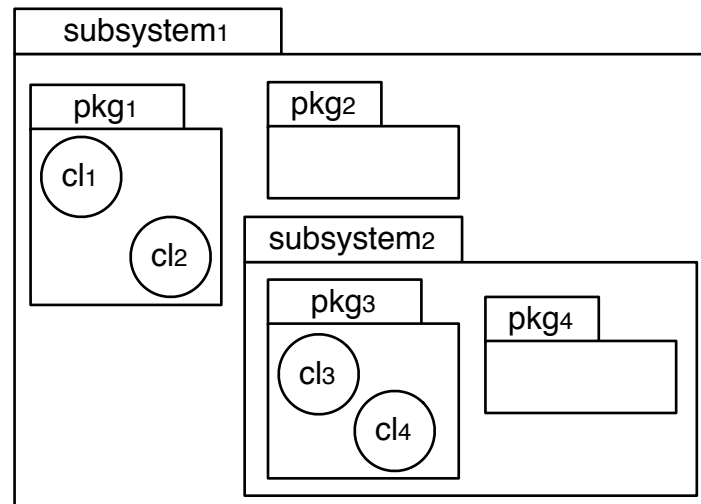 subsystem1
pkg1
pkg2
cl1
cl2
subsystem2
pkg3
pkg4
cl3
cl4